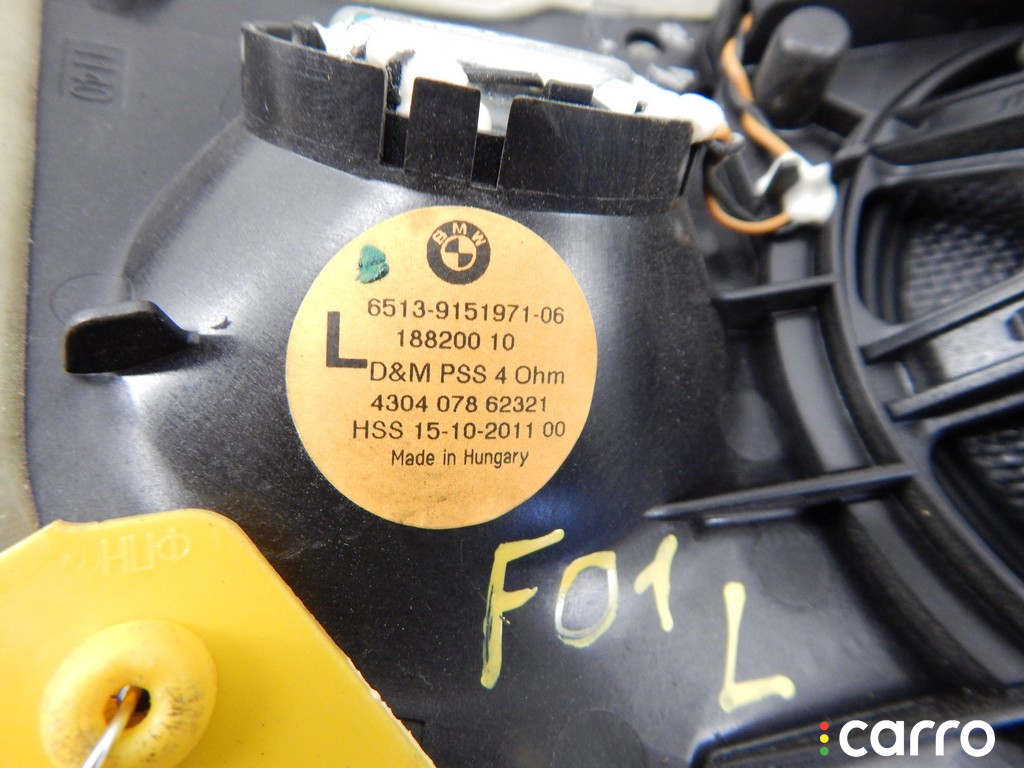 1140
BMW
6513-9151971-06
188200 10
L
D&M PSS 4 Ohm
4304 078 62321
HSS 15-10-2011 00
Made in Hungary
F01 L
carro